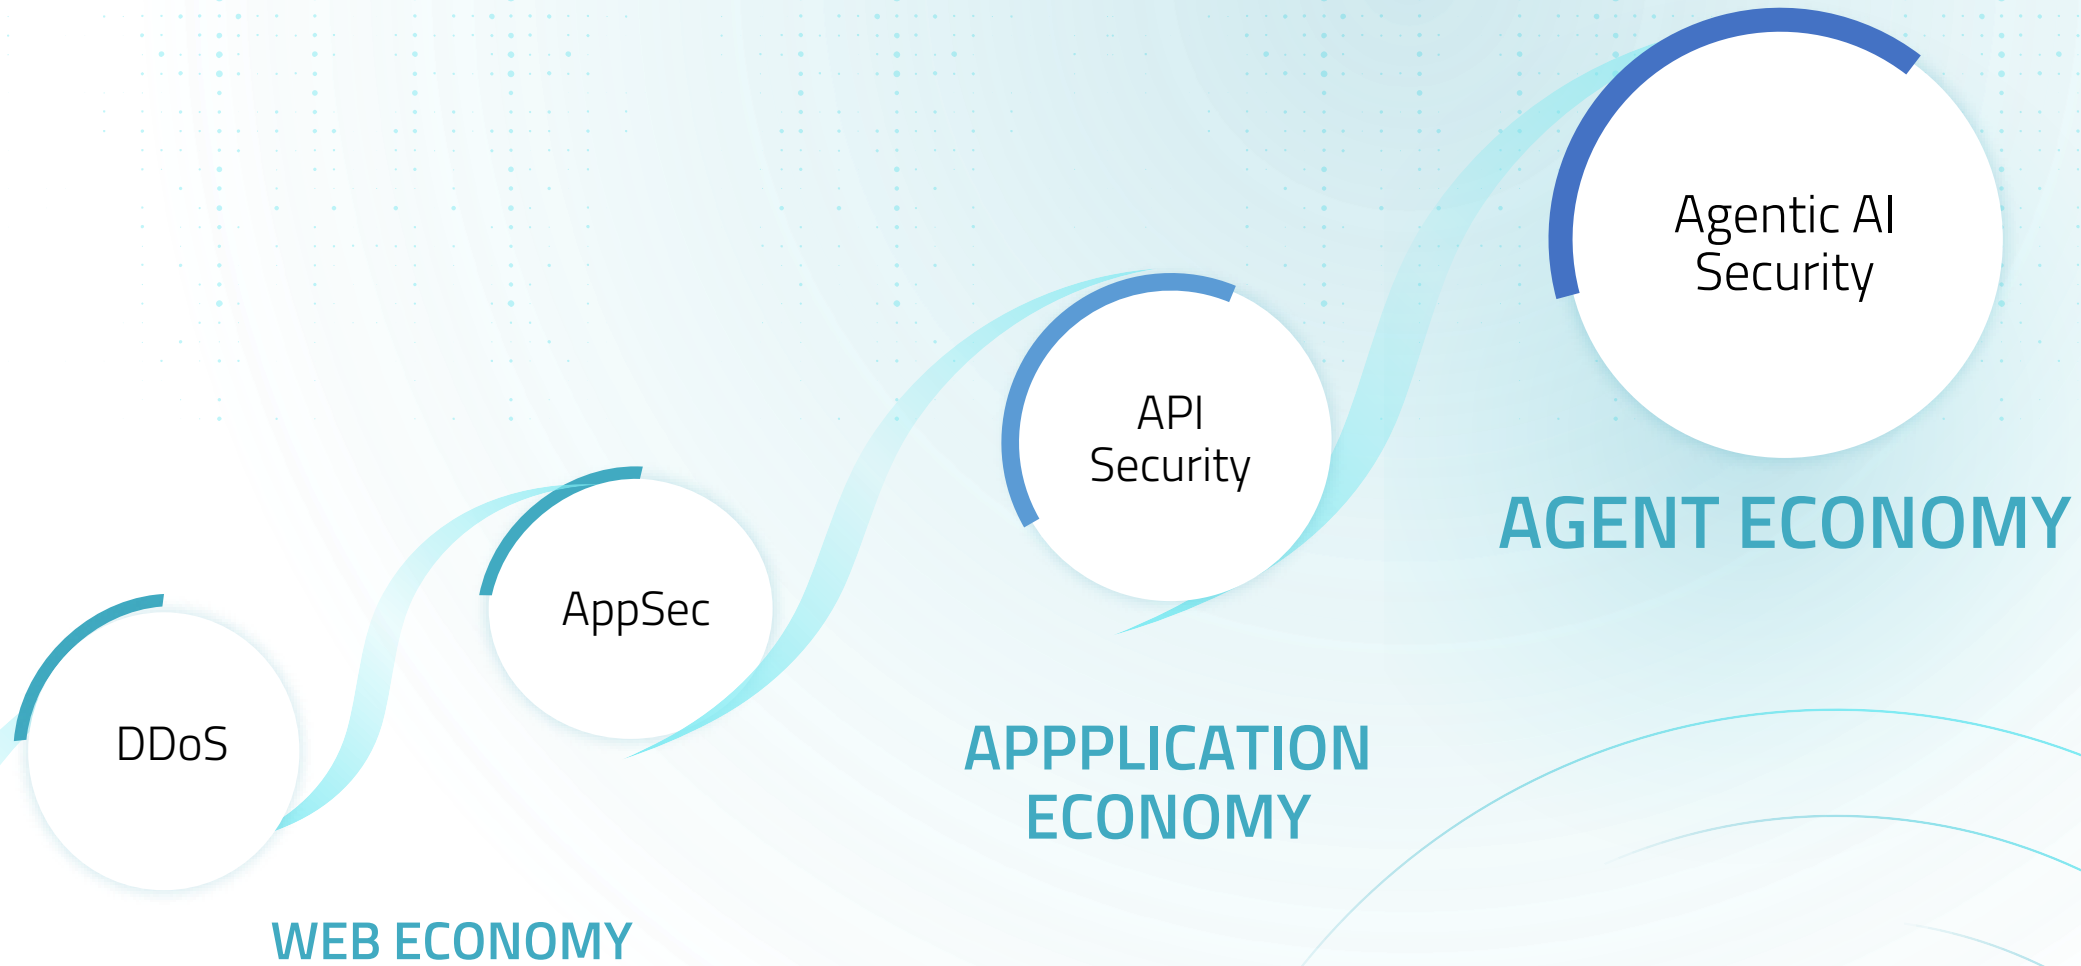 DDoS
AppSec
WEB ECONOMY
API
Security
APPPLICATION
ECONOMY
Agentic AI
Security
AGENT ECONOMY